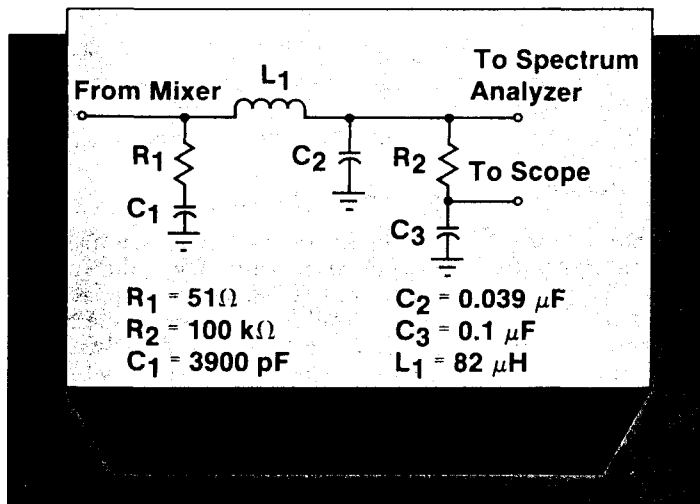 L1
To Spectrum
Analyzer
From Mixer
R1
C2
R2
To Scope
C1
C3
R1 = 51Ω
R2 = 100 kΩ
C1 = 3900 pF
C2 = 0.039 μF
C3 = 0.1 μF
L1 = 82 μH